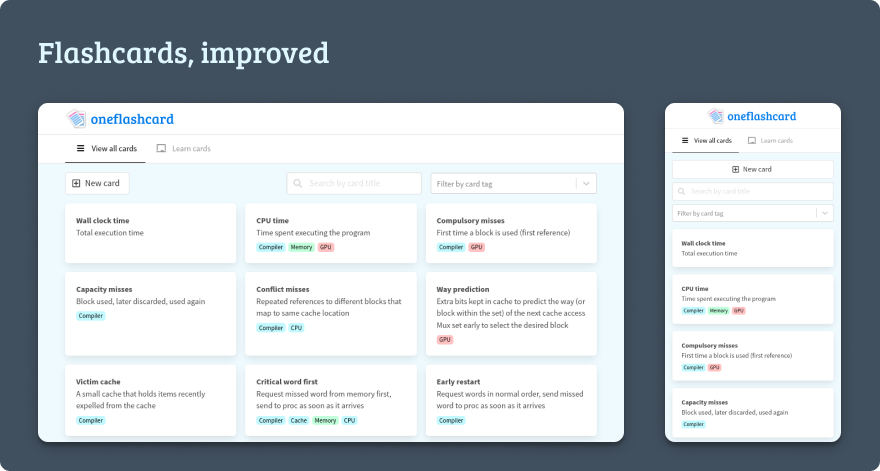 Flashcards, improved
oneflashcard
View all cards
Learn cards
New card
Search by card title
Filter by card tag
Wall clock time
Total execution time
CPU time
Time spent executing the program
Compiler Memory GPU
Compulsory misses
First time a block is used (first reference)
Compiler GPU
Capacity misses
Block used, later discarded, used again
Compiler
Conflict misses
Repeated references to different blocks that
map to same cache location
Compiler CPU
Way prediction
Extra bits kept in cache to predict the way (or
block within the set) of the next cache access
Mux set early to select the desired block
GPU
Victim cache
A small cache that holds items recently
expelled from the cache
Compiler
Critical word first
Request missed word from memory first,
send to proc as soon as it arrives
Compiler Cache Memory CPU
Early restart
Request words in normal order, send missed
word to proc as soon as it arrives
Compiler
oneflashcard
View all cards
Learn cards
New card
Search by card title
Filter by card tag
Wall clock time
Total execution time
CPU time
Time spent executing the program
Compiler Memory GPU
Compulsory misses
First time a block is used (first reference)
Compiler GPU
Capacity misses
Block used, later discarded, used again
Compiler